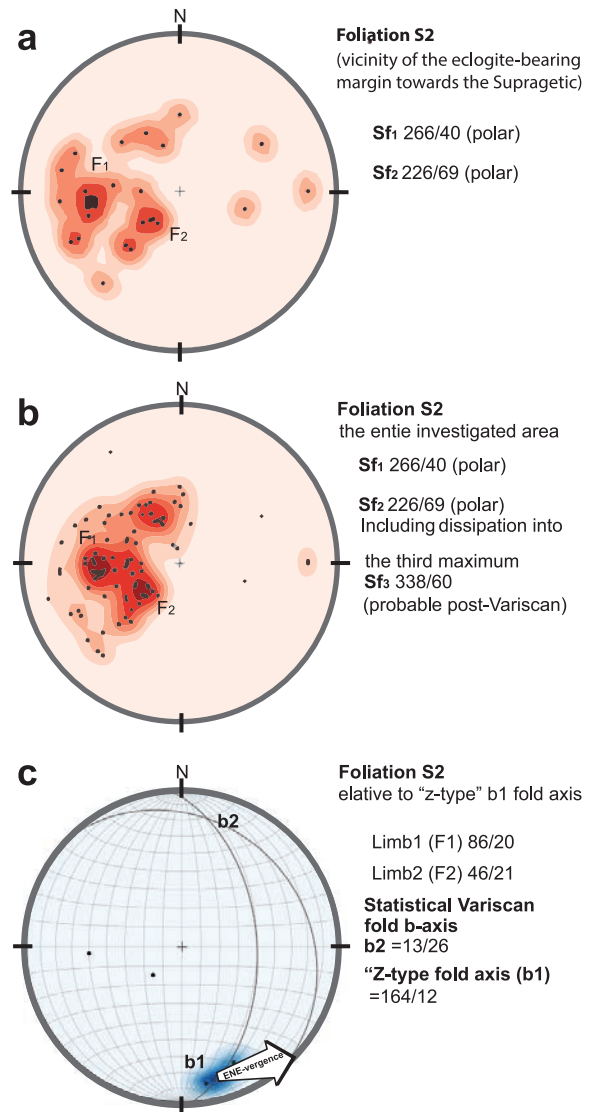 a
N
F1
F2
Foliation S2
(vicinity of the eclogite-bearing
margin towards the Supragetic)
Sf1 266/40 (polar)
Sf2 226/69 (polar)
b
N
F1
F2
Foliation S2
the entie investigated area
Sf1 266/40 (polar)
Sf2 226/69 (polar)
Including dissipation into
the third maximum
Sf3 338/60
(probable post-Variscan)
c
N
b2
b1
ENE-vergence
Foliation S2
elative to “z-type” b1 fold axis
Limb1 (F1) 86/20
Limb2 (F2) 46/21
Statistical Variscan
fold b-axis
b2 =13/26
“Z-type fold axis (b1)
=164/12